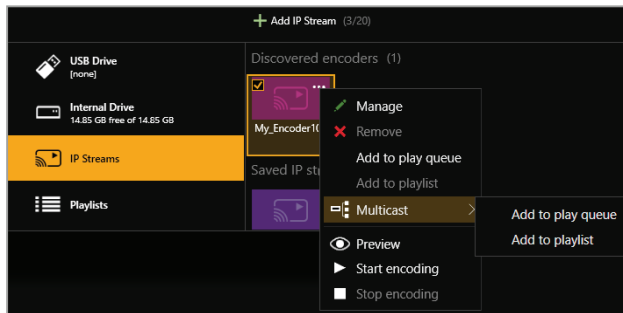 Add IP Stream (3/20)
USB Drive
[none]
Internal Drive
14.85 GB free of 14.85 GB
IP Streams
Playlists
Discovered encoders (1)
My_Encoder10
Saved IP str
Manage
Remove
Add to play queue
Add to playlist
Multicast
Preview
Start encoding
Stop encoding
Add to play queue
Add to playlist